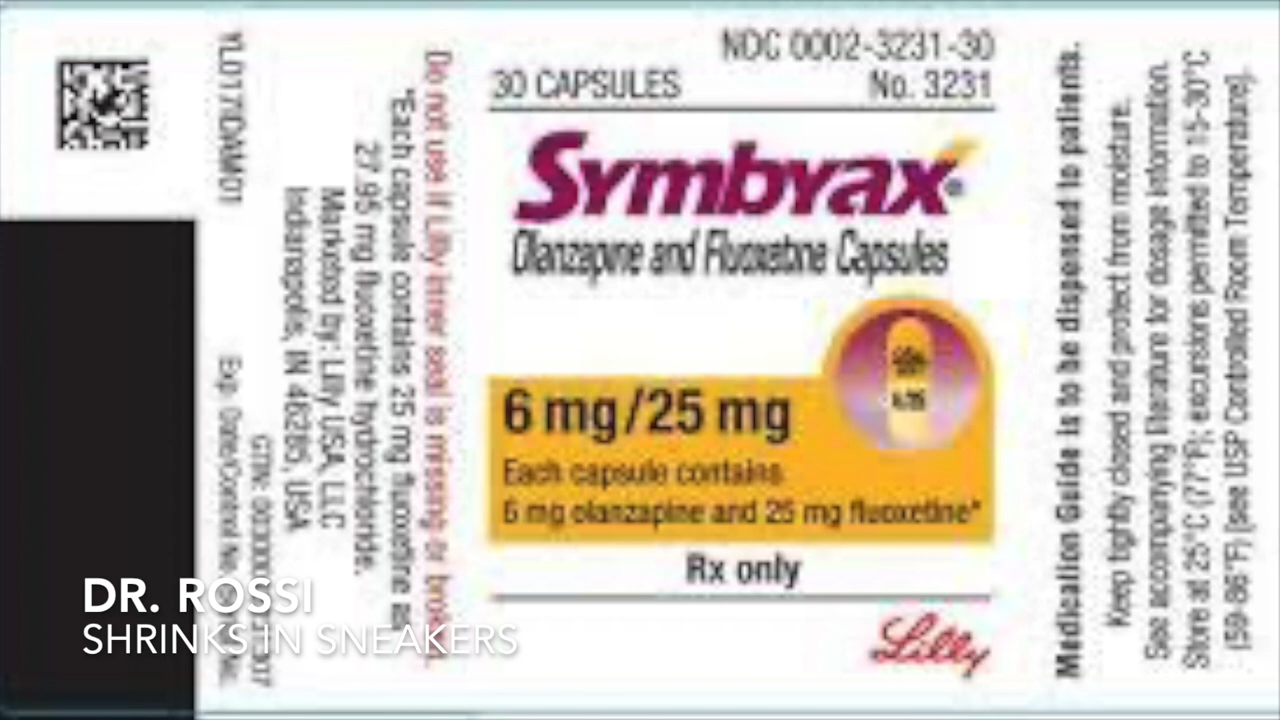 YL017IDAM01
Exp. Date/Control No.
Do not use if Lilly inner seal is missing or
*Each capsule contains 25 mg fluoxetine as
27.95 mg fluoxetine hydrochloride.
Marketed by: Lilly USA, LLC
Indianapolis, IN 46285, USA
NDC 0002-3231-30
30 CAPSULES No. 3231
Symbyax®
Olanzapine and Fluoxetine Capsules
6 mg/25 mg
Each capsule contains
6 mg olanzapine and 25 mg fluoxetine*
Rx only
Lilly
Medication Guide is to be dispensed to patients.
Keep tightly closed and protect from moisture.
See accompanying literature for dosage information.
Store at 25°C (77°F); excursions permitted to 15-30°C
(59-86°F) [see USP Controlled Room Temperature].
DR. ROSSI
SHRINKS IN SNEAKERS